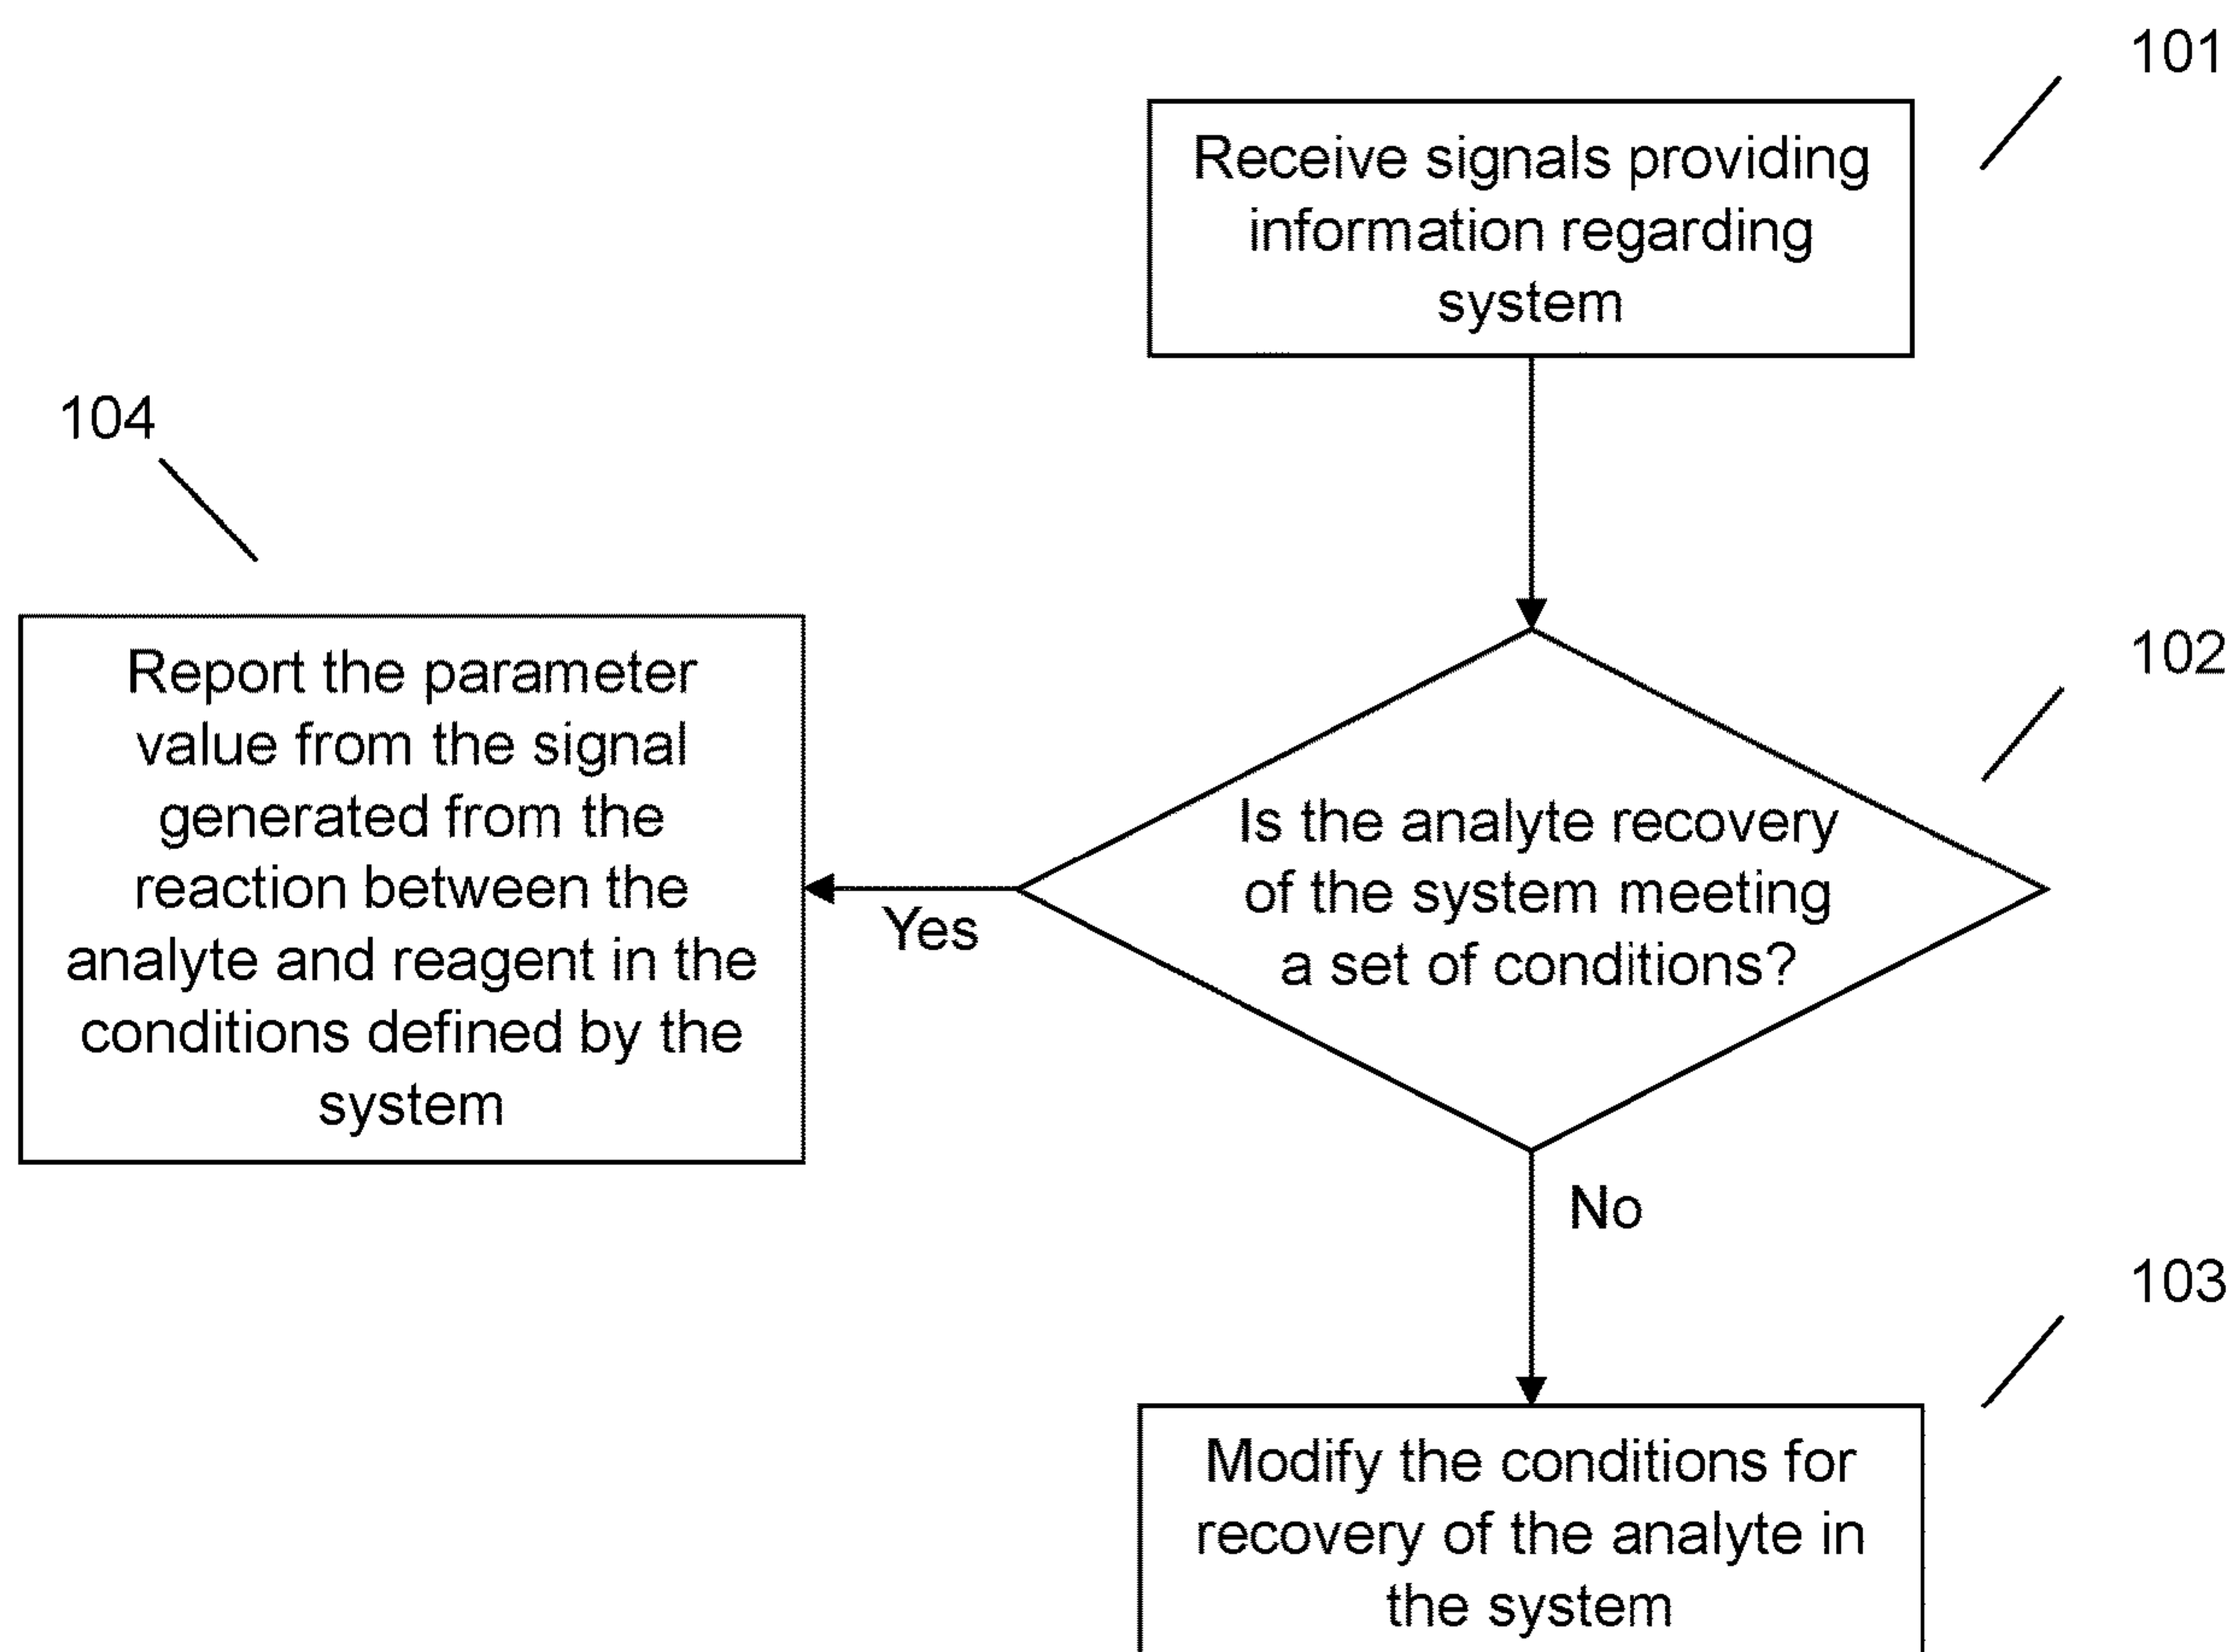 101
Receive signals providing
information regarding
system
104
102
Report the parameter
value from the signal
generated from the
reaction between the
analyte and reagent in the
conditions defined by the
system
Is the analyte recovery
of the system meeting
a set of conditions?
Yes
No
103
Modify the conditions for
recovery of the analyte in
the system